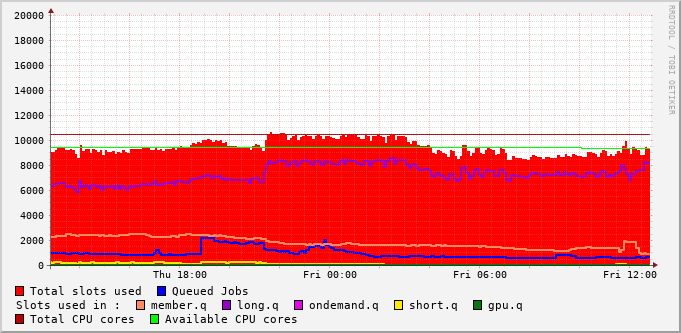 20000
18000
16000
14000
12000
10000
8000
6000
4000
2000
0
Thu 18:00 Fri 00:00 Fri 06:00 Fri 12:00
Total slots used Queued Jobs
Slots used in : member.q long.q ondemand.q short.q gpu.q
Total CPU cores Available CPU cores
RRDTOOL / TOBI OETIKER